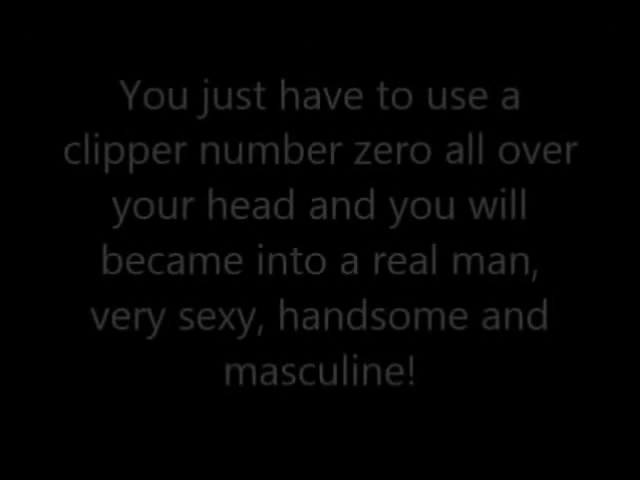 You just have to use a
clipper number zero all over
your head and you will
became into a real man,
very sexy, handsome and
masculine!